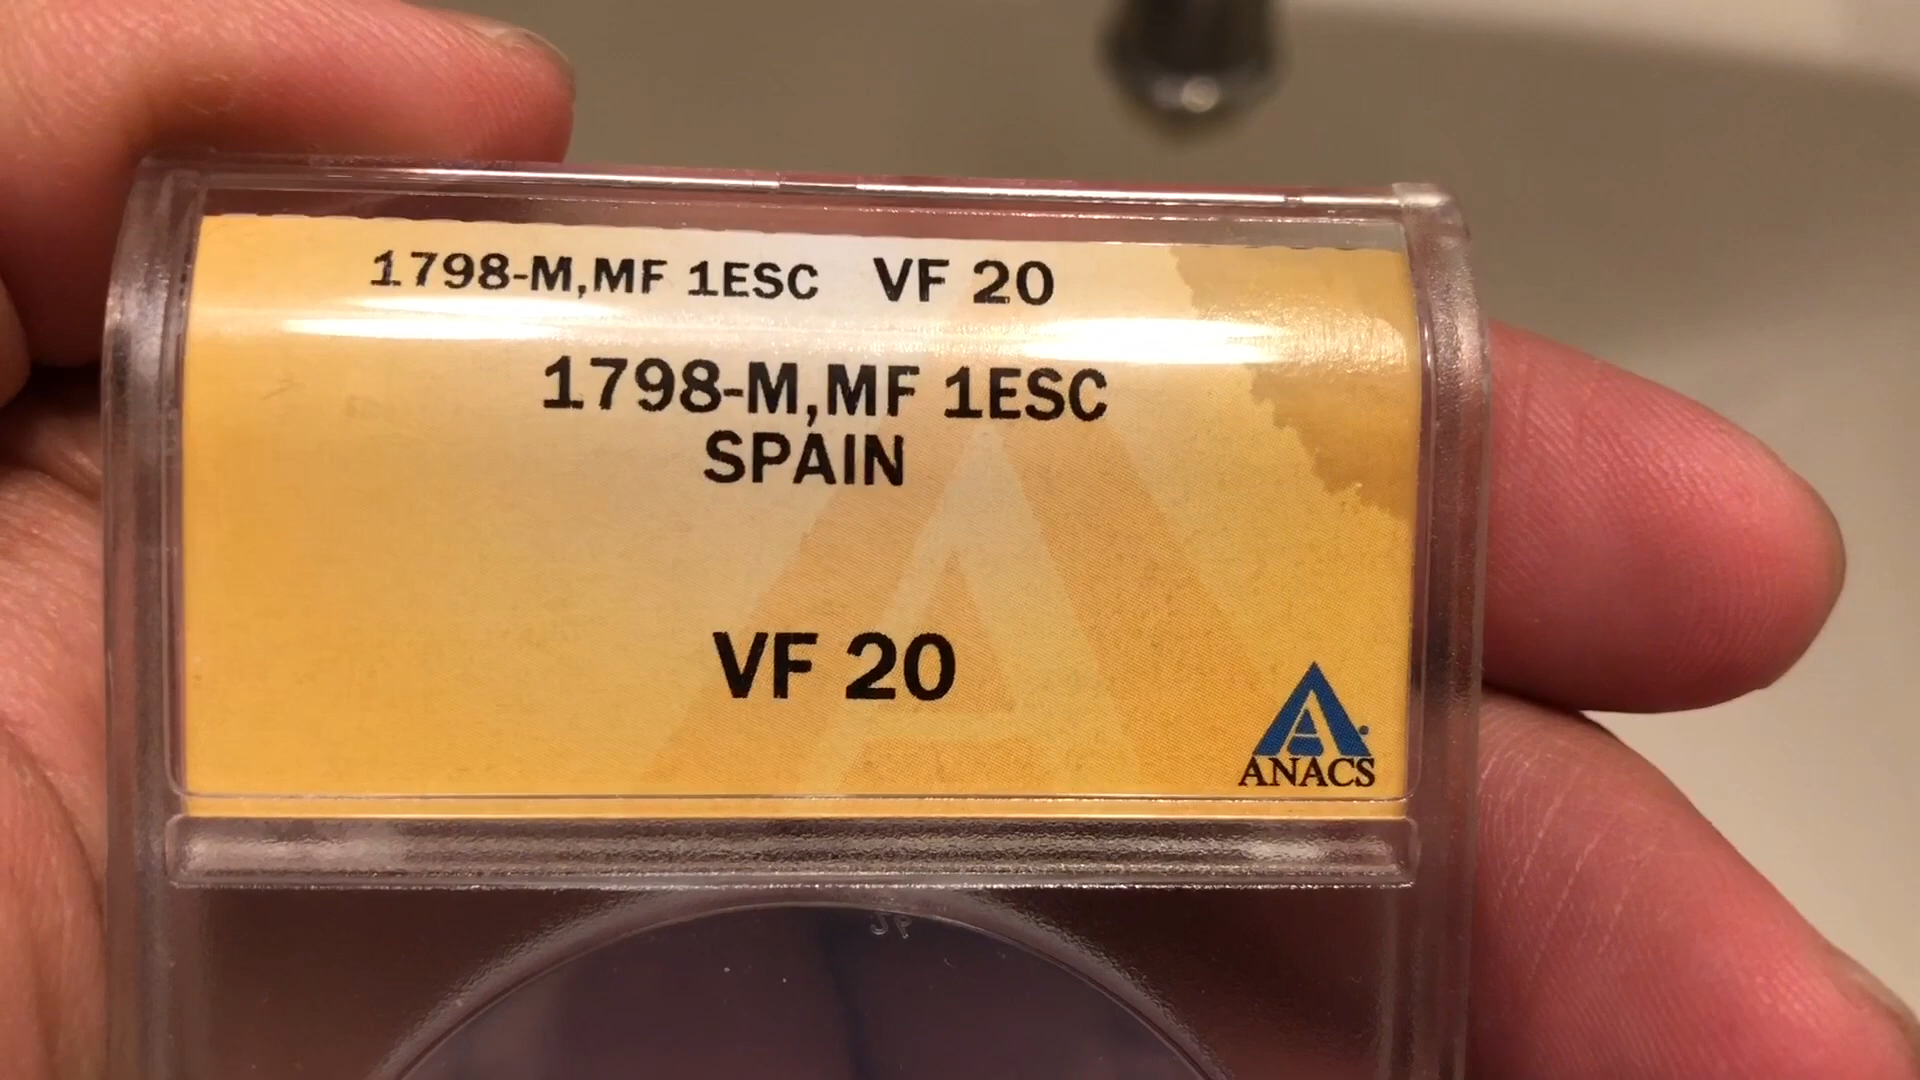 1798-M,MF 1ESC VF 20
1798-M,MF 1ESC
SPAIN
VF 20
ANACS